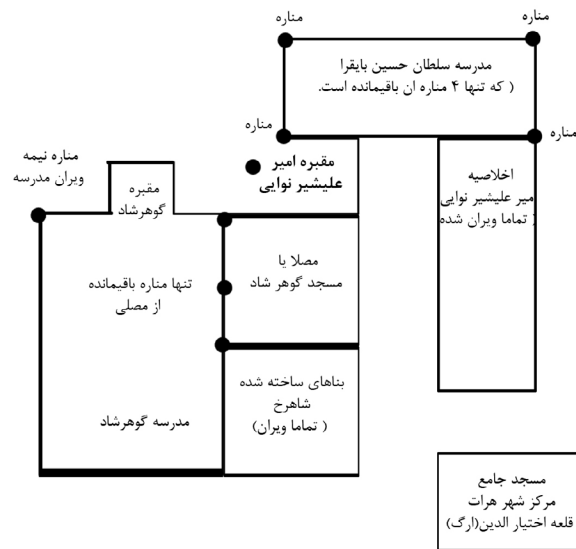 مناره
مناره
مدرسه سلطان حسین بایقرا
( که تنها ۴ مناره ان باقیمانده است.
مناره
مناره
مناره نیمه
ویران مدرسه
مقبره
گوهرشاد
مقبره امیر
علیشیر نوایی
اخلاصیه
میر علیشیر نوایی
( تماما ویران شده
مصلا یا
مسجد گوهر شاد
تنها مناره باقیمانده
از مصلی
بناهای ساخته شده
شاهرخ
( تماما ویران)
مدرسه گوهرشاد
مسجد جامع
مرکز شهر هرات
قلعه اختیار الدین(ارگ)